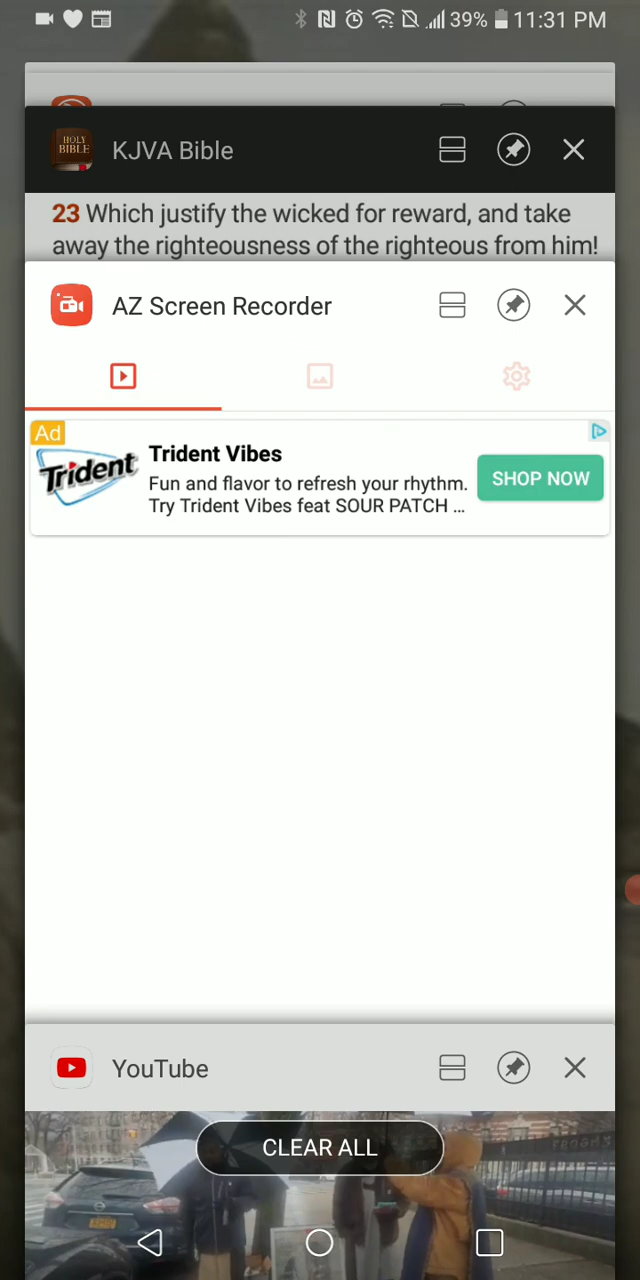 39% 11:31 PM
HOLY
BIBLE
KJVA Bible
23 Which justify the wicked for reward, and take
away the righteousness of the righteous from him!
AZ Screen Recorder
Ad
Trident
Trident Vibes
Fun and flavor to refresh your rhythm.
Try Trident Vibes feat SOUR PATCH ...
SHOP NOW
YouTube
CLEAR ALL